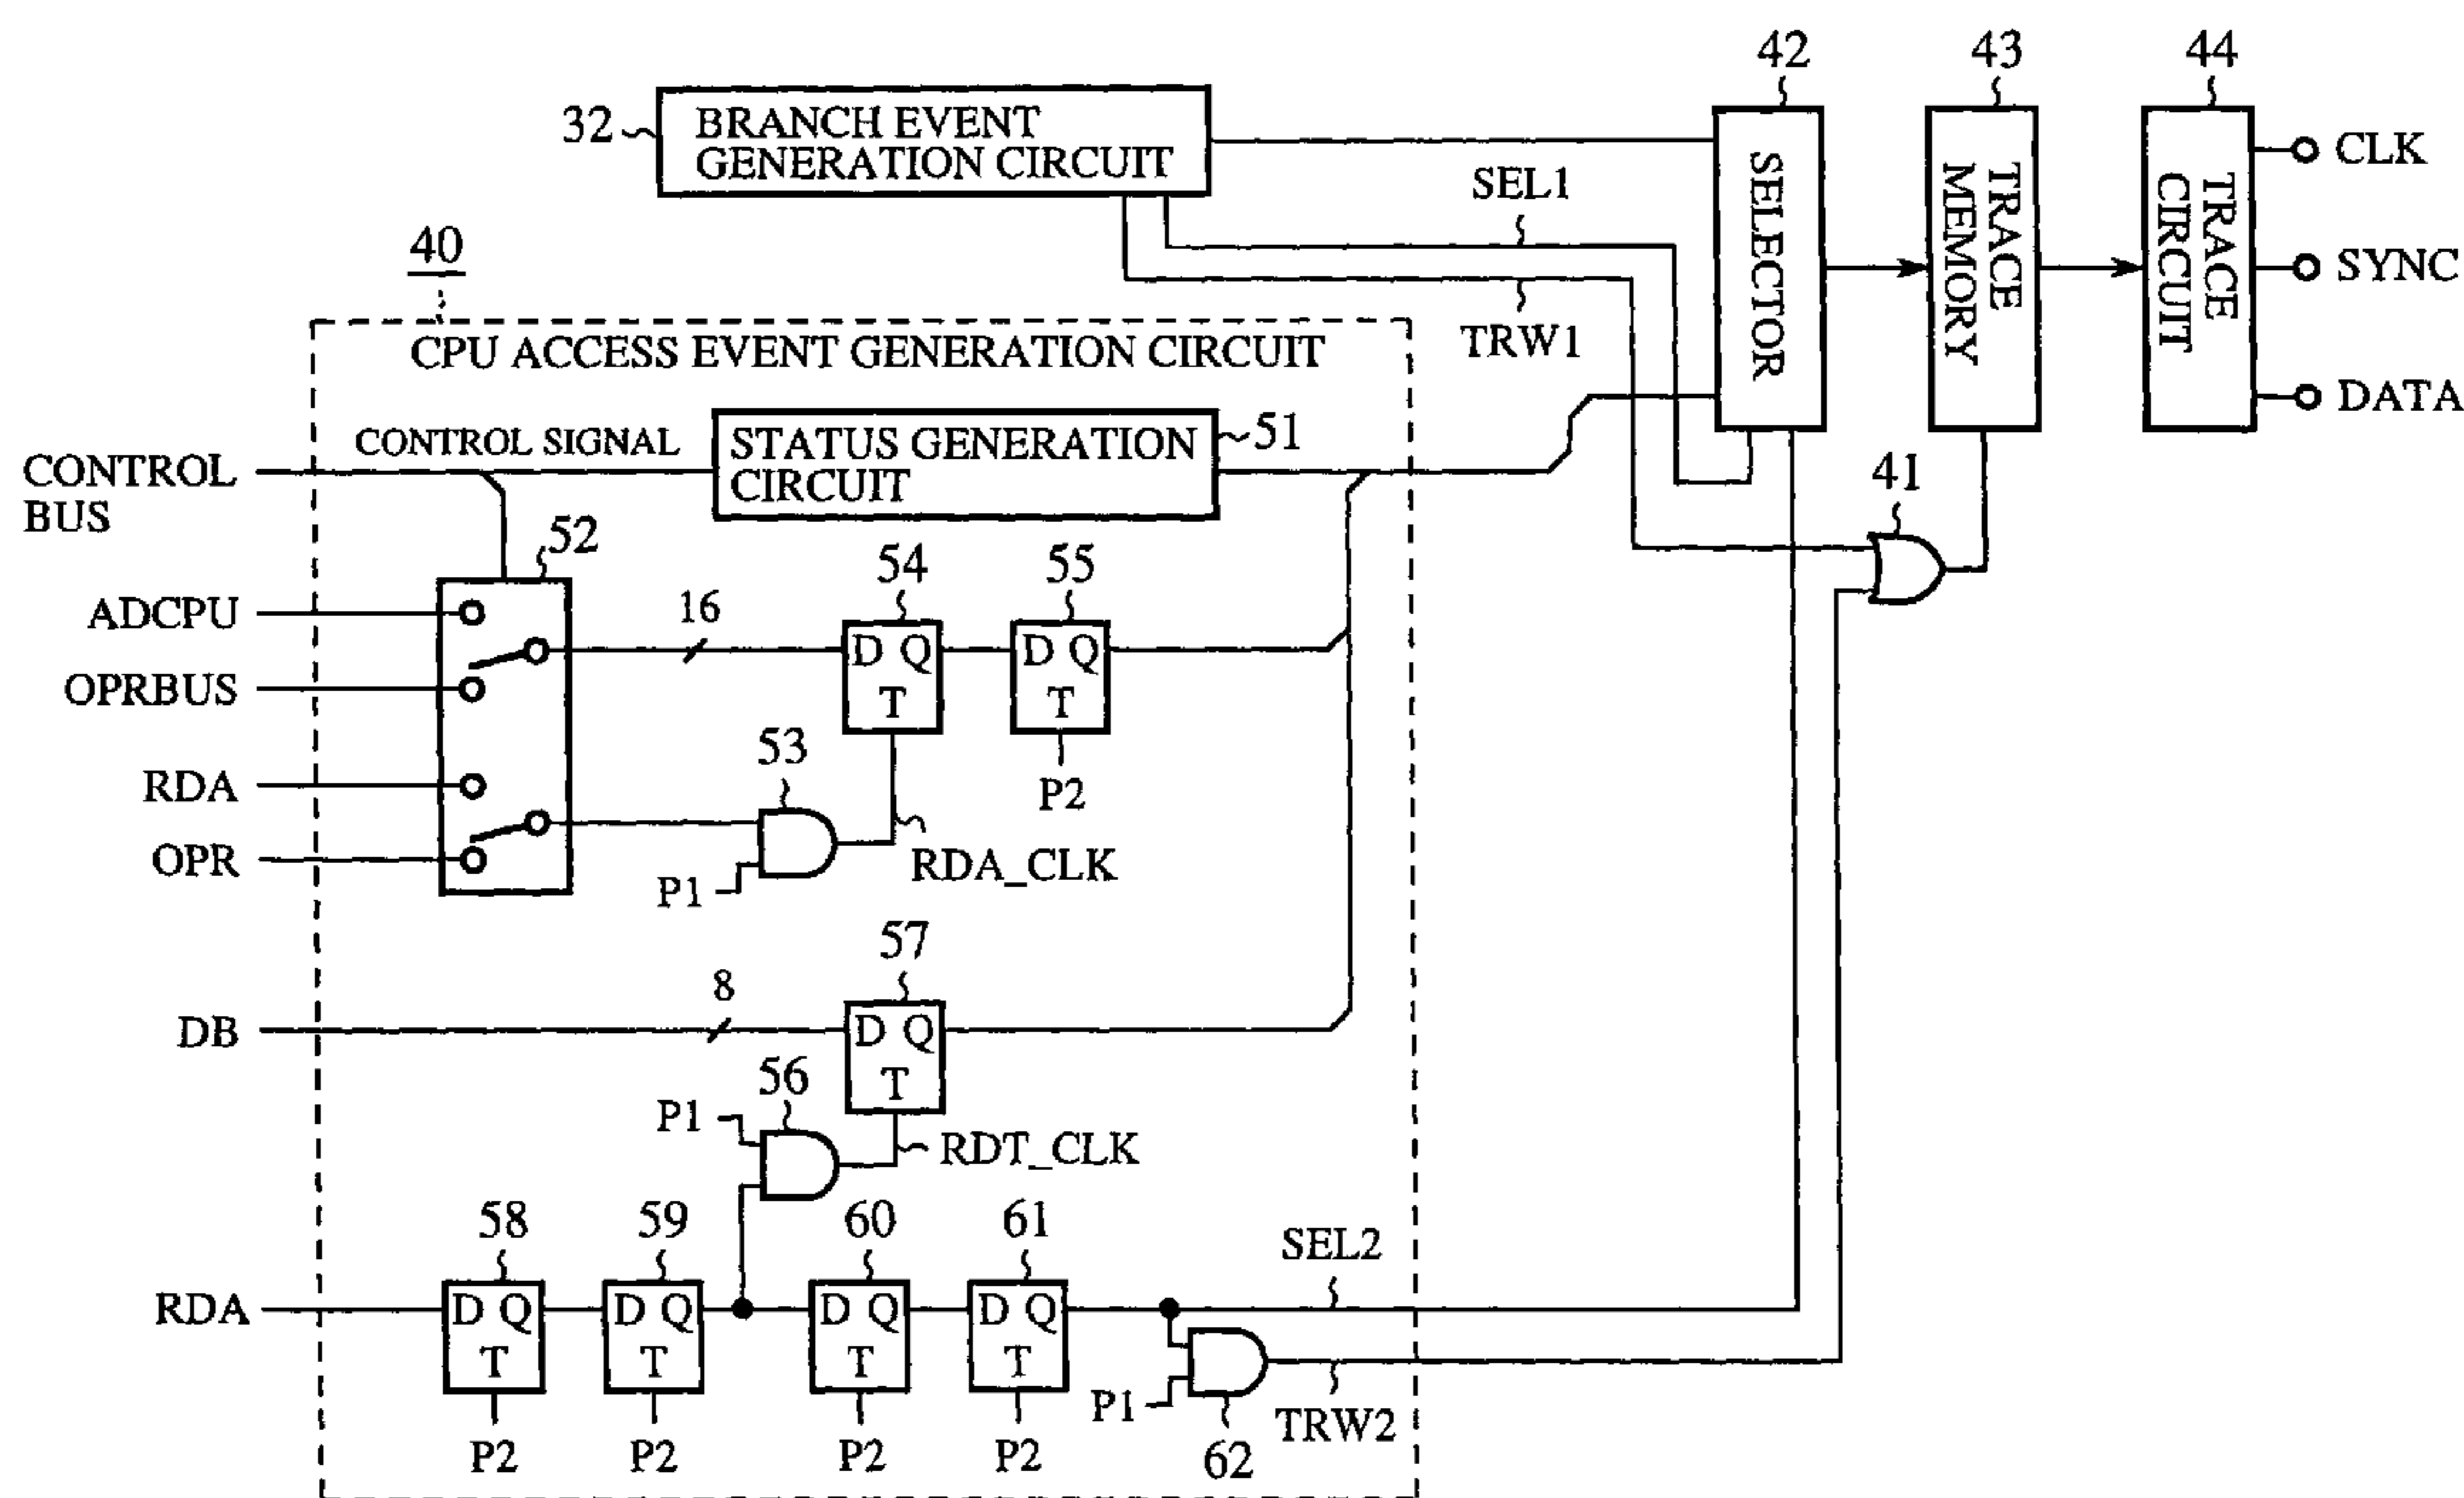 42
43
44
32
BRANCH EVENT
GENERATION CIRCUIT
SEL1
TRW1
SELECTOR
TRACE
MEMORY
TRACE
CIRCUIT
CLK
SYNC
DATA
40
CPU ACCESS EVENT GENERATION CIRCUIT
CONTROL
BUS
CONTROL SIGNAL
STATUS GENERATION
CIRCUIT
51
41
52
54
55
ADCPU
16
D Q
T
D Q
T
P2
OPRBUS
53
RDA
OPR
P1
RDA_CLK
57
DB
8
D Q
T
56
P1
RDT_CLK
58
59
60
61
SEL2
RDA
D Q
T
D Q
T
D Q
T
D Q
T
P2
P2
P2
P2
P1
62
TRW2